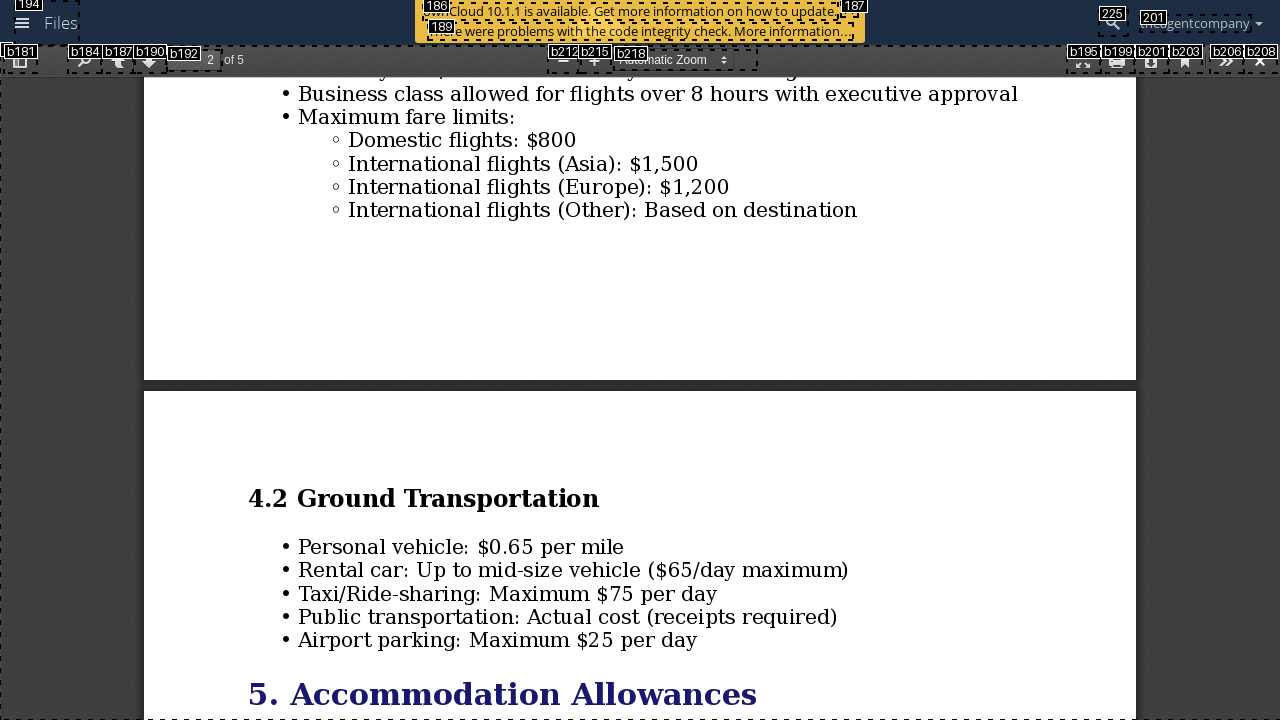 194
Files
186
Cloud 10.1.1 is available. Get more information on how to update.
187
189
were problems with the code integrity check. More information…
225
201
gentcompany
b181
b184
b187
b190
b192
2 of 5
b212
b215
b218
Automatic Zoom
b195
b199
b201
b203
b206
b208
• Business class allowed for flights over 8 hours with executive approval
• Maximum fare limits:
◦ Domestic flights: $800
◦ International flights (Asia): $1,500
◦ International flights (Europe): $1,200
◦ International flights (Other): Based on destination
4.2 Ground Transportation
• Personal vehicle: $0.65 per mile
• Rental car: Up to mid-size vehicle ($65/day maximum)
• Taxi/Ride-sharing: Maximum $75 per day
• Public transportation: Actual cost (receipts required)
• Airport parking: Maximum $25 per day
5. Accommodation Allowances